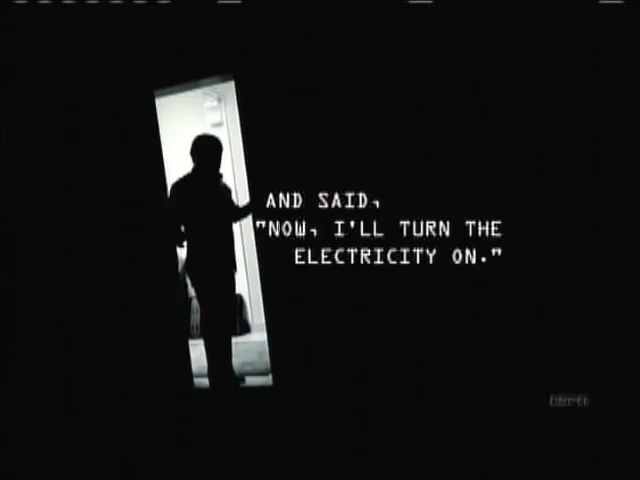 AND SAID,
"NOW, I'LL TURN THE
ELECTRICITY ON."